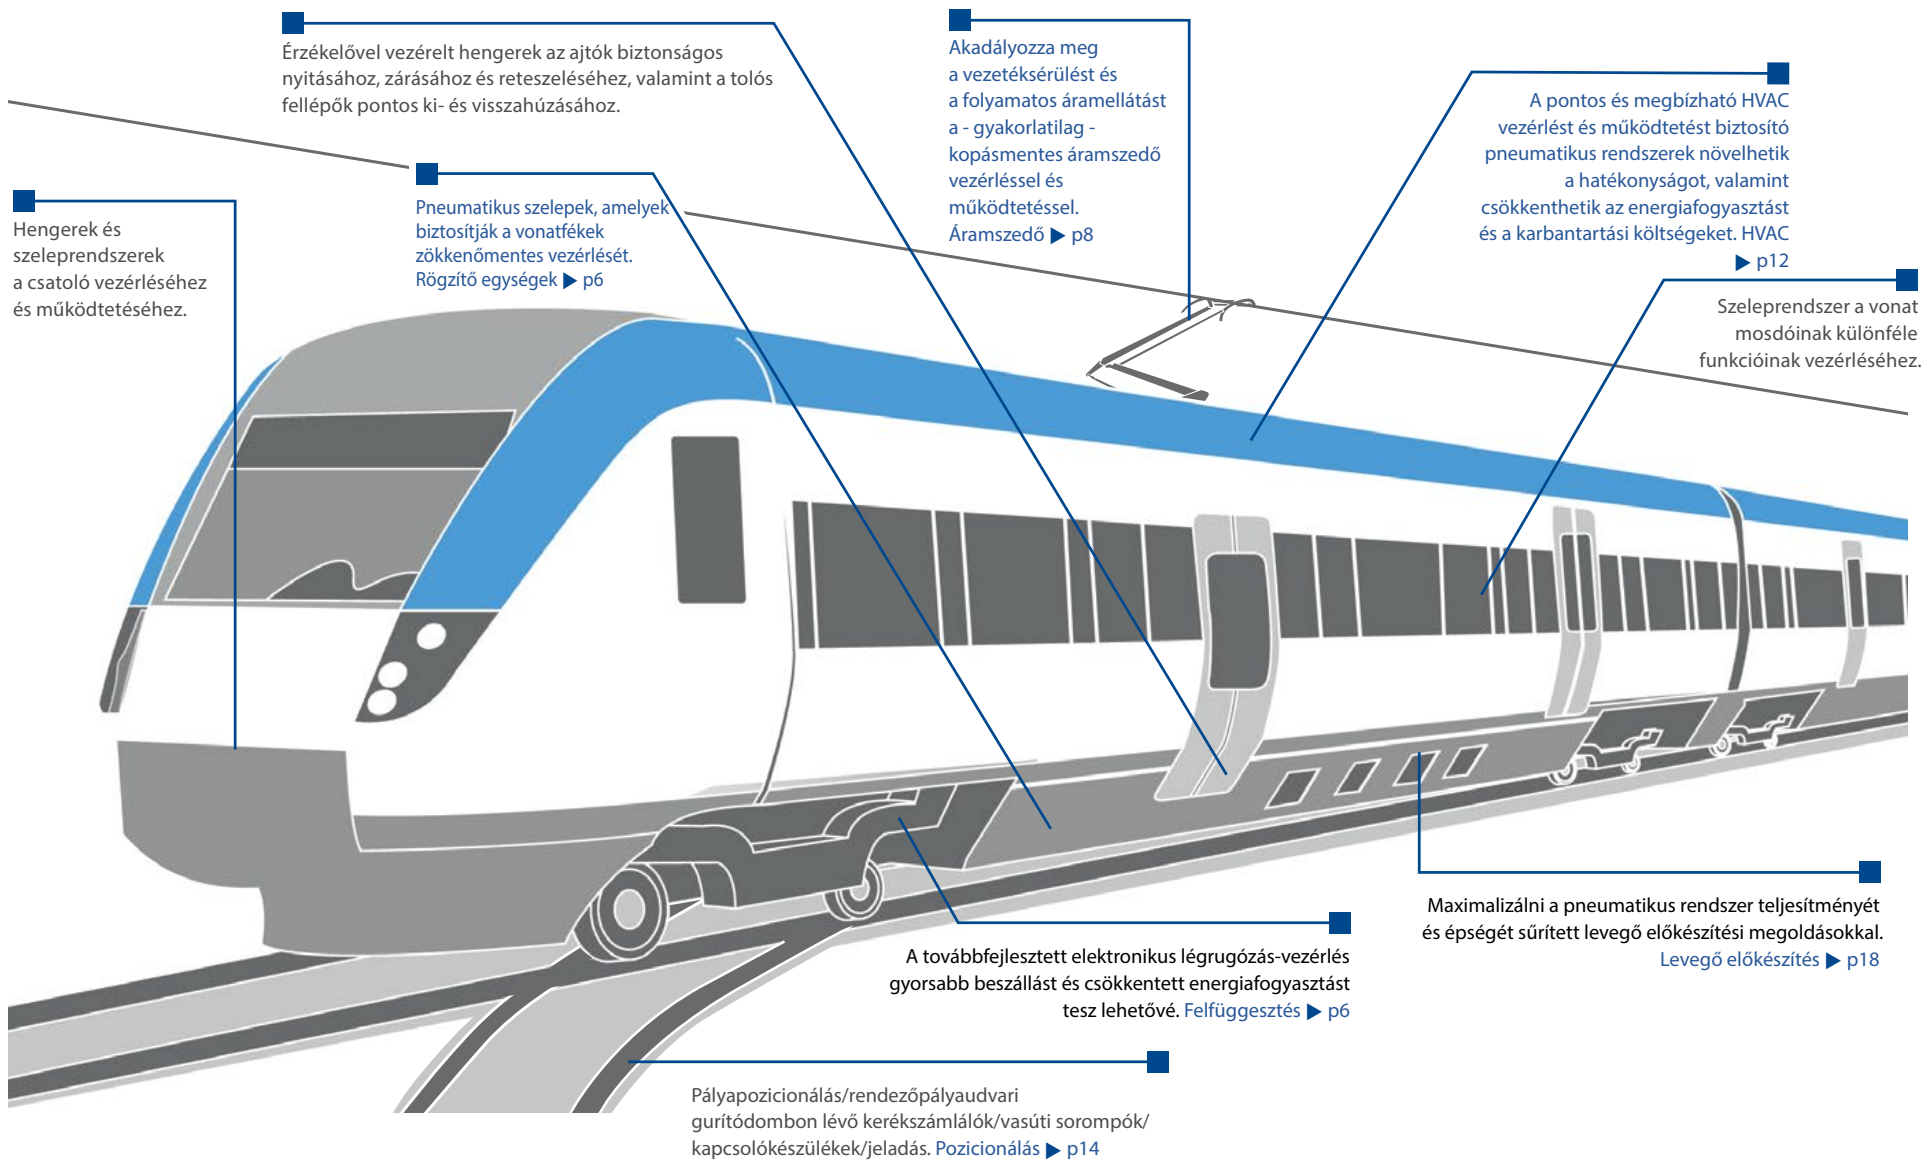 Érzékelővel vezérelt hengerek az ajtók biztonságos
nyitásához, zárásához és reteszeléséhez, valamint a tolós
fellépők pontos ki- és visszahúzásához.
Akadályozza meg
a vezetéksérülést és
a folyamatos áramellátást
a - gyakorlatilag -
kopásmentes áramszedő
vezérléssel és
működtetéssel.
Áramszedő ▶ p8
A pontos és megbízható HVAC
vezérlést és működtetést biztosító
pneumatikus rendszerek növelhetik
a hatékonyságot, valamint
csökkenthetik az energiafogyasztást
és a karbantartási költségeket. HVAC
▶ p12
Hengerek és
szeleprendszerek
a csatoló vezérléséhez
és működtetéséhez.
Pneumatikus szelepek, amelyek
biztosítják a vonatfékek
zökkenőmentes vezérlését.
Rögzítő egységek ▶ p6
Szeleprendszer a vonat
mosdóinak különféle
funkcióinak vezérléséhez.
Maximalizálni a pneumatikus rendszer teljesítményét
és épségét sűrített levegő előkészítési megoldásokkal.
Levegő előkészítés ▶ p18
A továbbfejlesztett elektronikus légrugózás-vezérlés
gyorsabb beszállást és csökkentett energiafogyasztást
tesz lehetővé. Felfüggesztés ▶ p6
Pályapozicionálás/rendezőpályaudvari
gurítódombon lévő kerékszámlálók/vasúti sorompók/
kapcsolókészülékek/jeladás. Pozicionálás ▶ p14